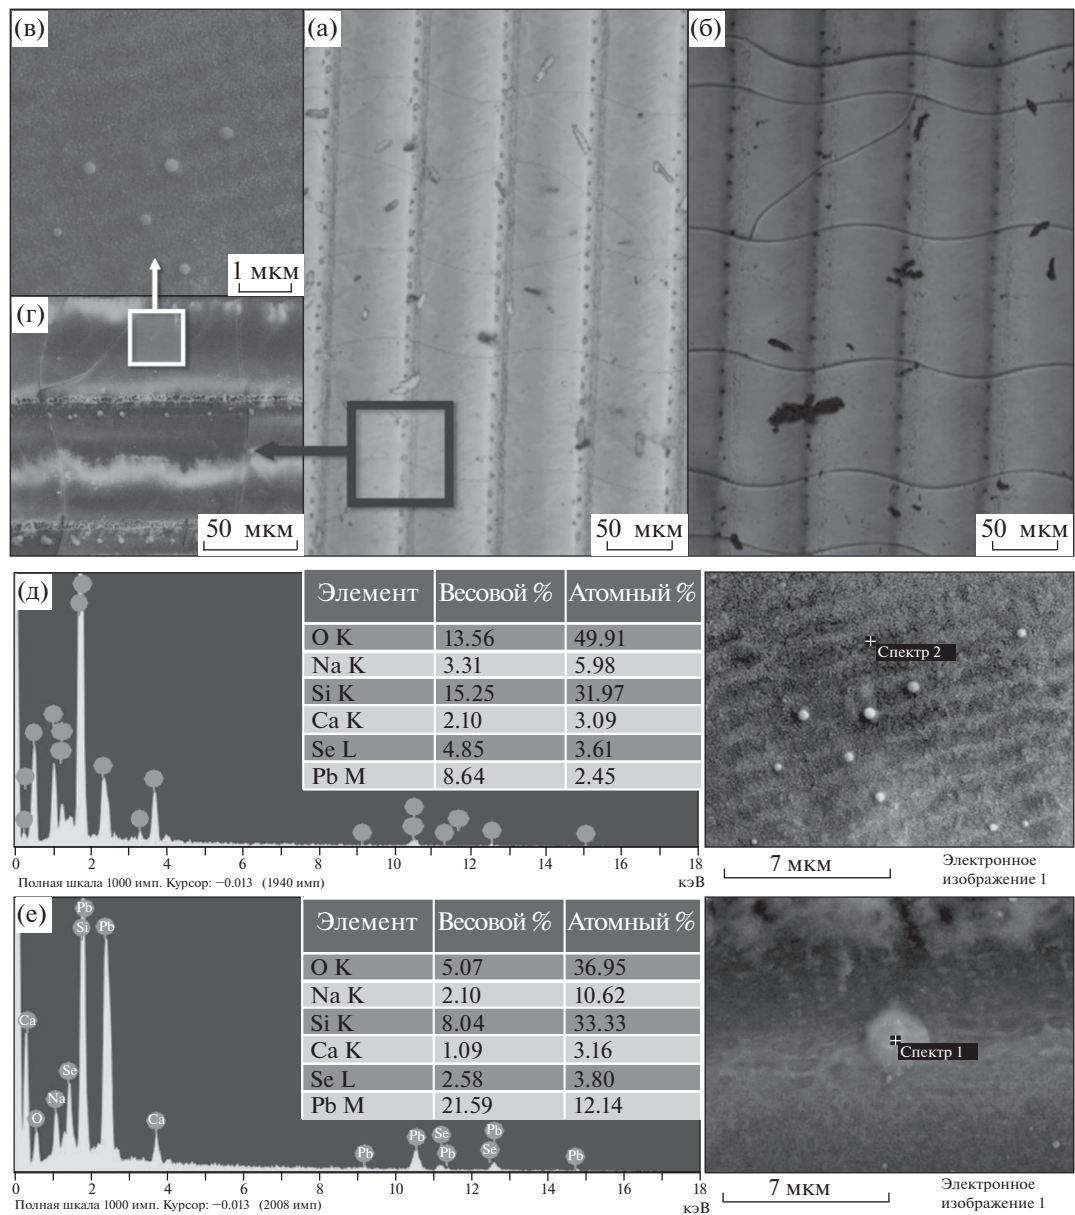 (в)
(а)
(б)
1 мкм
(г)
50 мкм
50 мкм
50 мкм
(д)
Элемент Весовой % Атомный %
O K 13.56 49.91
Na K 3.31 5.98
Si K 15.25 31.97
Ca K 2.10 3.09
Se L 4.85 3.61
Pb M 8.64 2.45
0 2 4 6 8 10 12 14 16 18
Полная шкала 1000 имп. Курсор: −0.013 (1940 имп)
кэВ
Спектр 2
7 мкм
Электронное
изображение 1
(е)
Pb
Si Pb
Ca
Se
Na
O
Ca
Pb Pb Se Pb Pb Se Pb
Элемент Весовой % Атомный %
O K 5.07 36.95
Na K 2.10 10.62
Si K 8.04 33.33
Ca K 1.09 3.16
Se L 2.58 3.80
Pb M 21.59 12.14
0 2 4 6 8 10 12 14 16 18
Полная шкала 1000 имп. Курсор: −0.013 (2008 имп)
кэВ
Спектр 1
7 мкм
Электронное
изображение 1